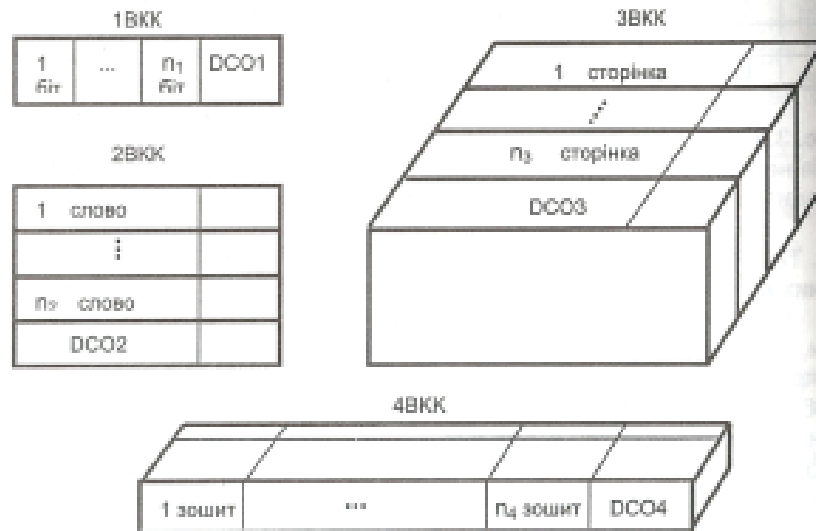 1ВКК
1 біт
...
n₁ біт
DCO1
2ВКК
1 слово
⋮
n₂ слово
DCO2
3ВКК
1 сторінка
⋮
n₃ сторінка
DCO3
4ВКК
1 зошит
...
n₄ зошит
DCO4